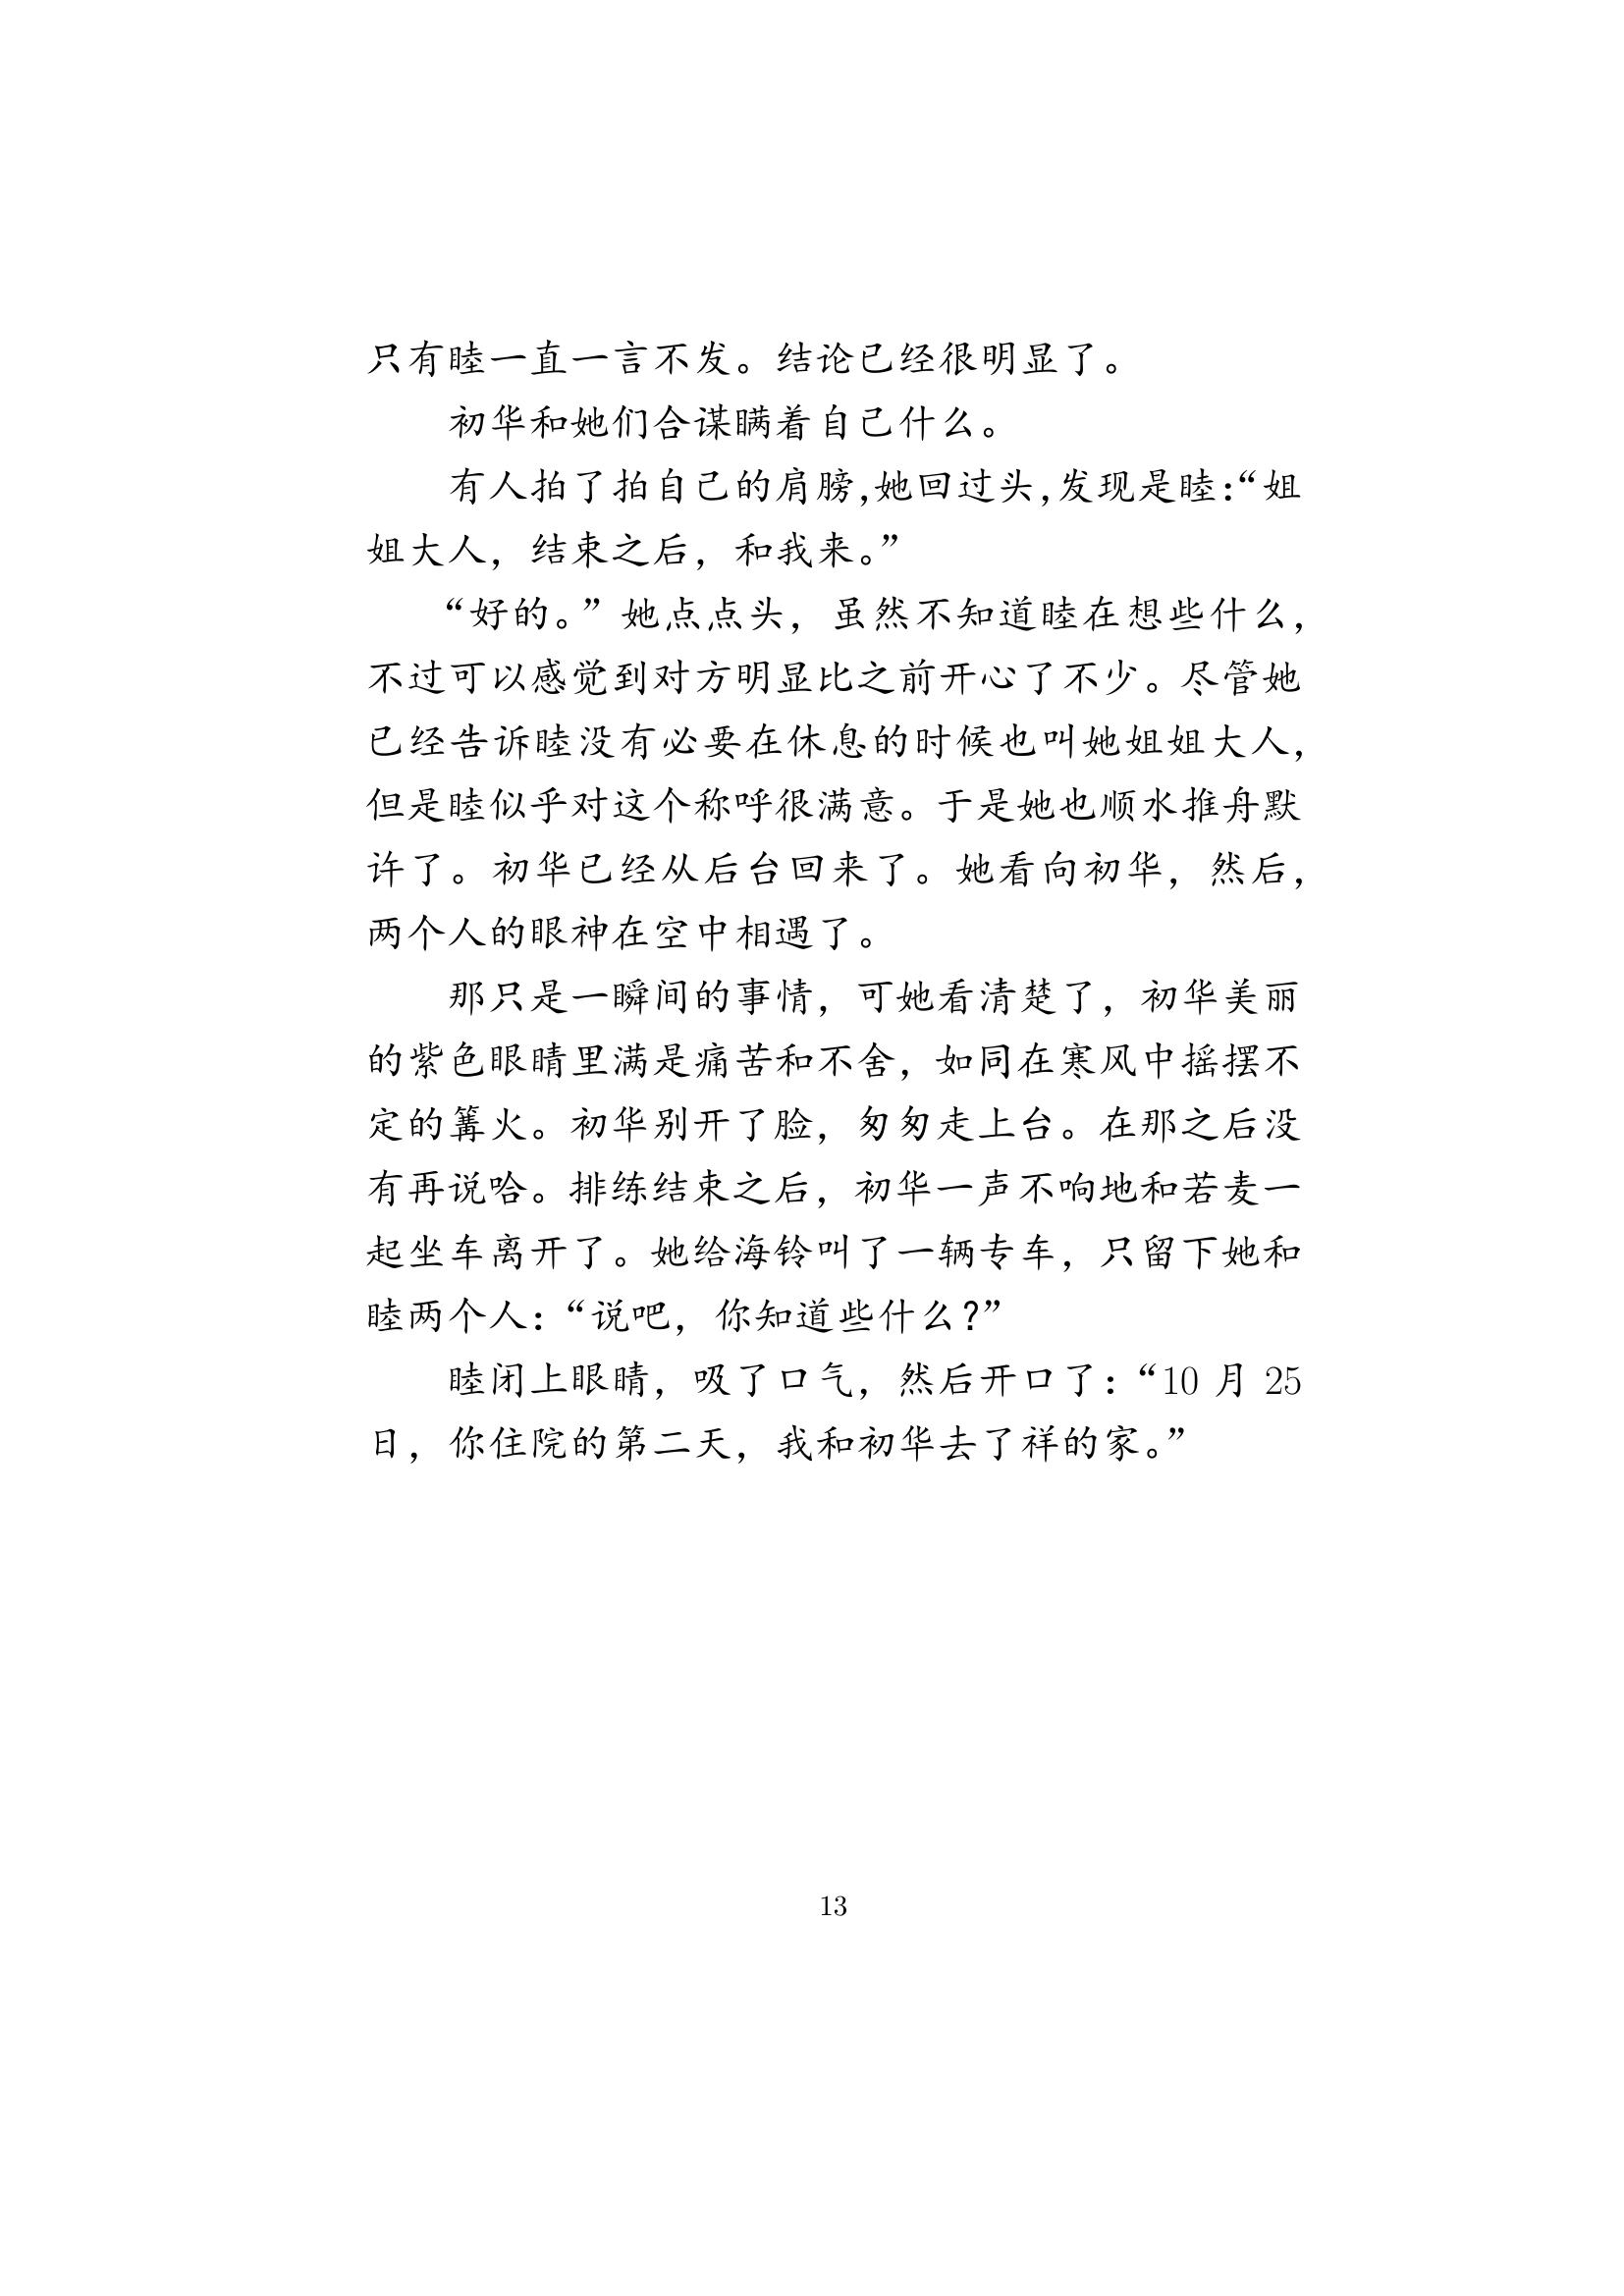 只有睦一直一言不发。结论已经很明显了。
初华和她们合谋瞒着自己什么。
有人拍了拍自己的肩膀,她回过头,发现是睦:“姐
姐大人，结束之后，和我来。”
“好的。”她点点头，虽然不知道睦在想些什么，
不过可以感觉到对方明显比之前开心了不少。尽管她
已经告诉睦没有必要在休息的时候也叫她姐姐大人，
但是睦似乎对这个称呼很满意。于是她也顺水推舟默
许了。初华已经从后台回来了。她看向初华，然后，
两个人的眼神在空中相遇了。
那只是一瞬间的事情，可她看清楚了，初华美丽
的紫色眼睛里满是痛苦和不舍，如同在寒风中摇摆不
定的篝火。初华别开了脸，匆匆走上台。在那之后没
有再说哈。排练结束之后，初华一声不响地和若麦一
起坐车离开了。她给海铃叫了一辆专车，只留下她和
睦两个人：“说吧，你知道些什么？”
睦闭上眼睛，吸了口气，然后开口了：“10 月 25
日，你住院的第二天，我和初华去了祥的家。”
13